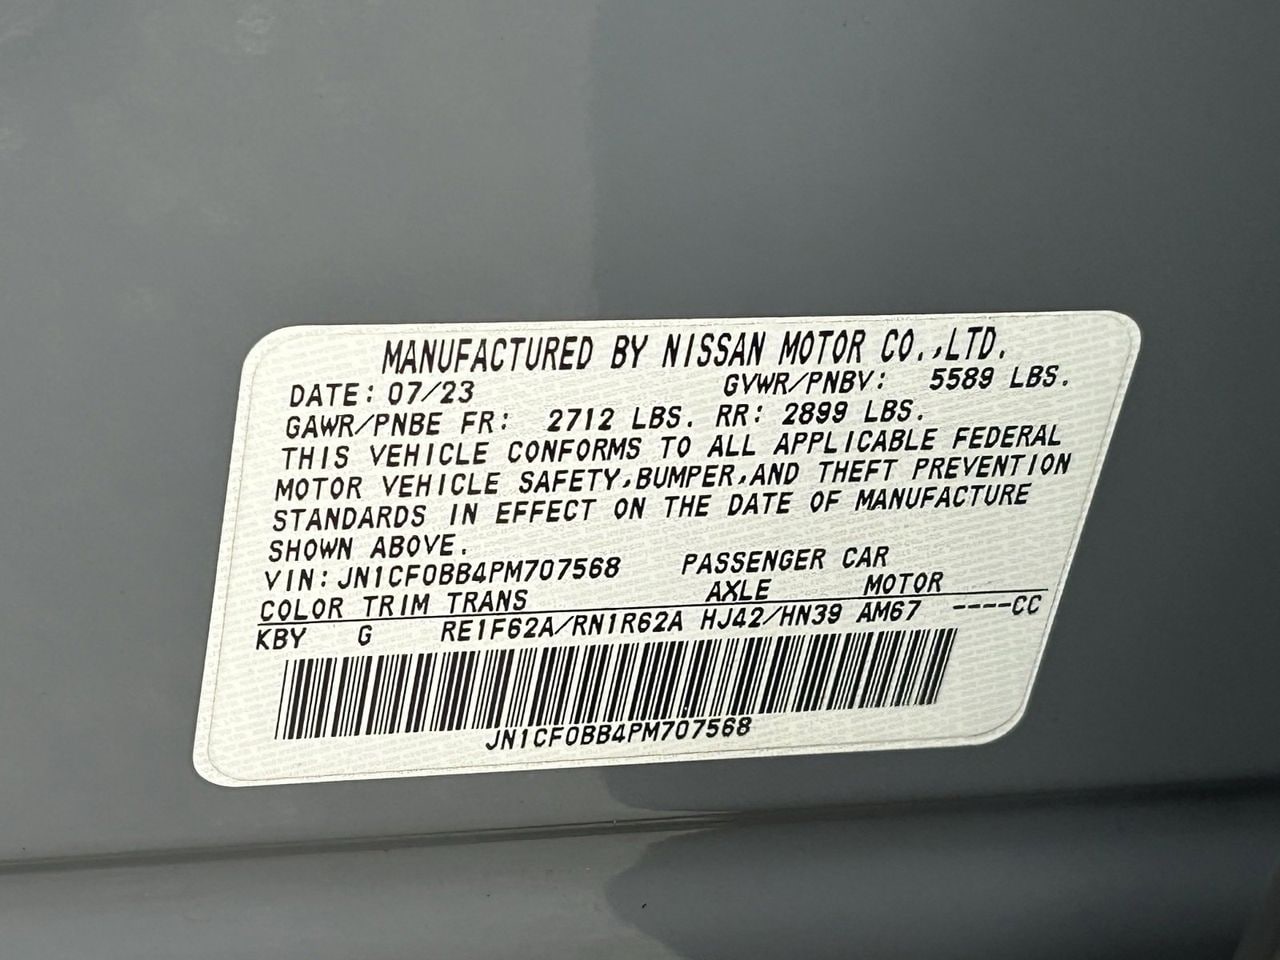 MANUFACTURED BY NISSAN MOTOR CO.,LTD.
DATE: 07/23 GVWR/PNBV: 5589 LBS.
GAWR/PNBE FR: 2712 LBS. RR: 2899 LBS.
THIS VEHICLE CONFORMS TO ALL APPLICABLE FEDERAL
MOTOR VEHICLE SAFETY,BUMPER,AND THEFT PREVENTION
STANDARDS IN EFFECT ON THE DATE OF MANUFACTURE
SHOWN ABOVE.
VIN: JN1CF0BB4PM707568 PASSENGER CAR
COLOR TRIM TRANS AXLE MOTOR
KBY G RE1F62A/RN1R62A HJ42/HN39 AM67 ----CC
JN1CF0BB4PM707568